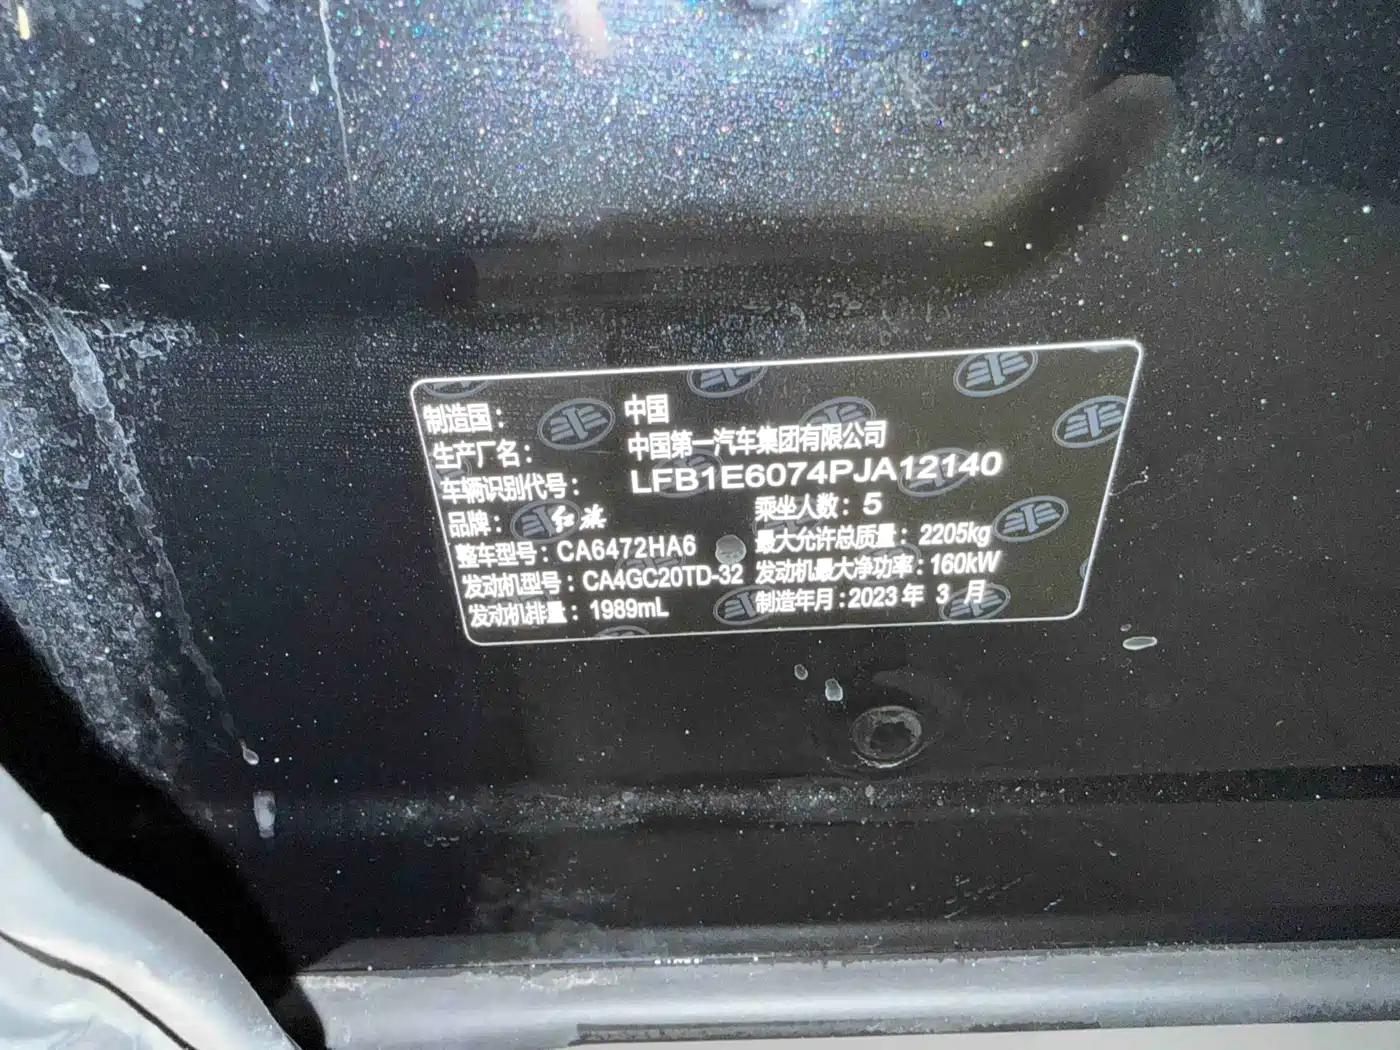 制造国： 中国
生产厂名： 中国第一汽车集团有限公司
车辆识别代号： LFB1E6074PJA12140
品牌： 红旗 乘坐人数：5
整车型号：CA6472HA6 最大允许总质量：2205kg
发动机型号：CA4GC20TD-32 发动机最大净功率：160kW
发动机排量：1989mL 制造年月：2023年 3 月